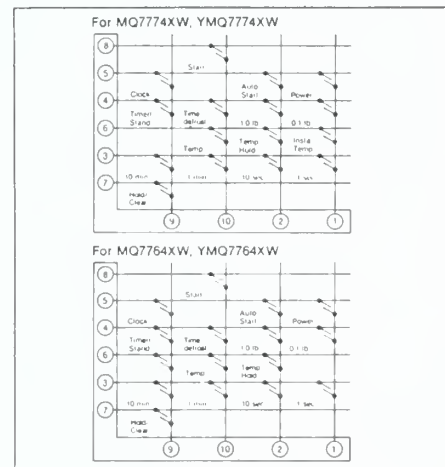 For MQ7774XW, YMQ7774XW
8
Start
5
Auto
Clock Start Power
4
Timer/ Time
Stand defrost 1.0 lb 0.1 lb
6
Temp Insta
Temp Hold Temp
3
10 min 1 min 10 sec 1 sec
7
Hold/
Clear
9 10 2 1
For MQ7764XW, YMQ7764XW
8
Start
5
Auto
Clock Start Power
4
Timer/ Time
Stand defrost 1.0 lb 0.1 lb
6
Temp
Temp Hold
3
10 min 1 min 10 sec 1 sec
7
Hold/
Clear
9 10 2 1